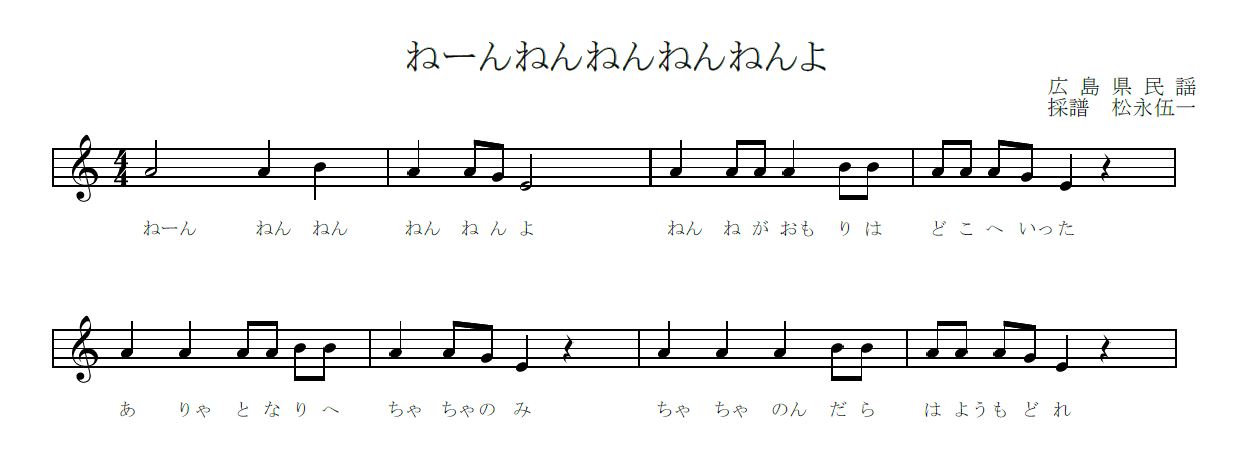 ねーんねんねんねんねんよ
広島県民謡
採譜　松永伍一
4
4
ねーん ねん ねん ねん ね ん よ ねん ね が おも り は ど こ へ いった
あ りゃ と な り へ ちゃ ちゃの み ちゃ ちゃ のん だ ら は ようも ど れ